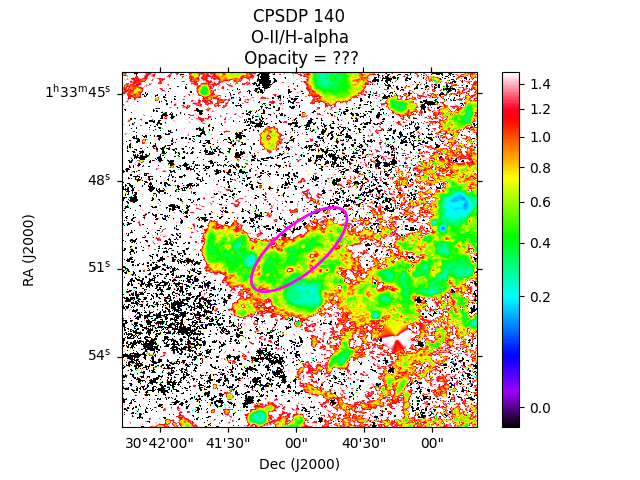 CPSDP 140
O-II/H-alpha
Opacity = ???
1ʰ33ᵐ45ˢ
48ˢ
51ˢ
54ˢ
RA (J2000)
30°42'00"
41'30"
00"
40'30"
00"
Dec (J2000)
1.4
1.2
1.0
0.8
0.6
0.4
0.2
0.0